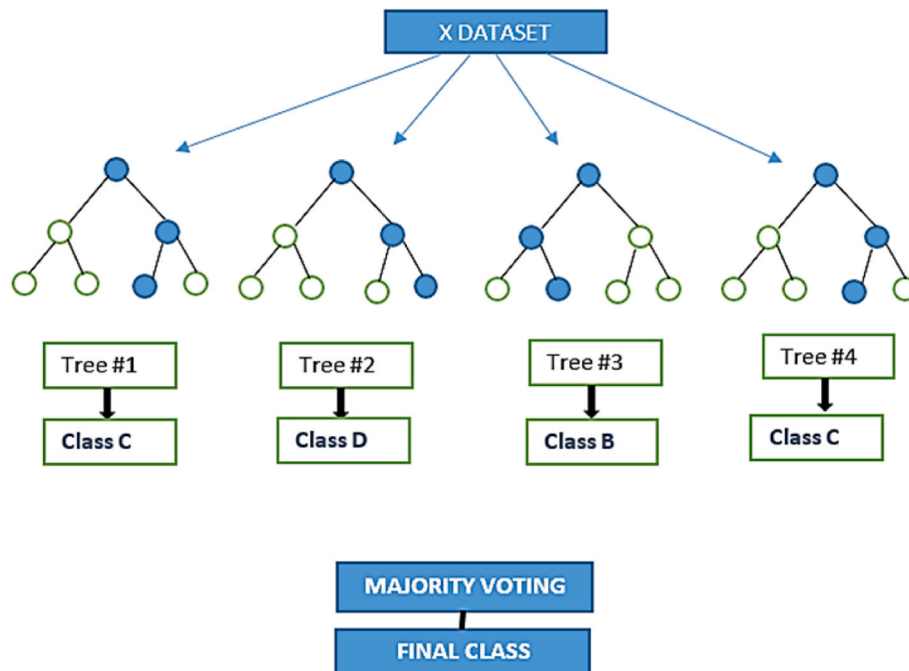 X DATASET
Tree #1
Tree #2
Tree #3
Tree #4
Class C
Class D
Class B
Class C
MAJORITY VOTING
FINAL CLASS